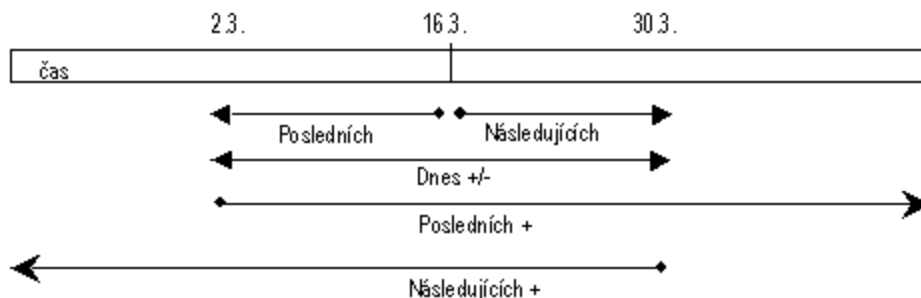 2.3. 16.3. 30.3.
čas
Posledních Následujících
Dnes +/-
Posledních +
Následujících +